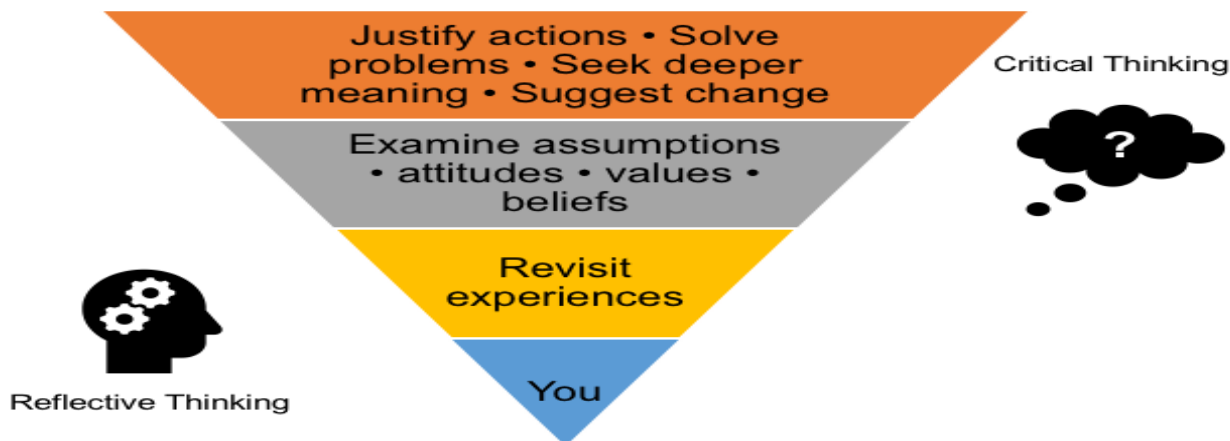 Justify actions • Solve
problems • Seek deeper
meaning • Suggest change
Critical Thinking
?
Examine assumptions
• attitudes • values •
beliefs
Revisit
experiences
You
Reflective Thinking